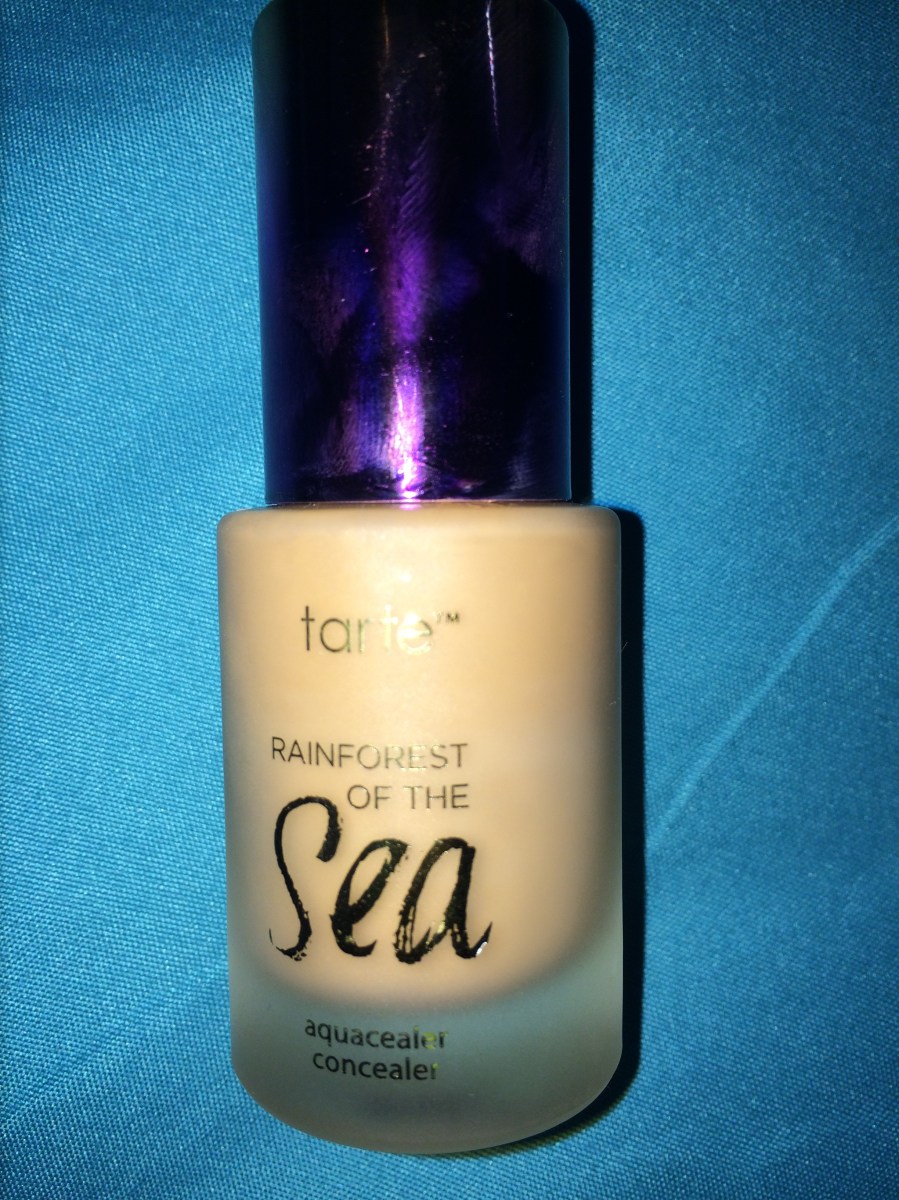 tarte™
RAINFOREST
OF THE
Sea
aquacealer
concealer